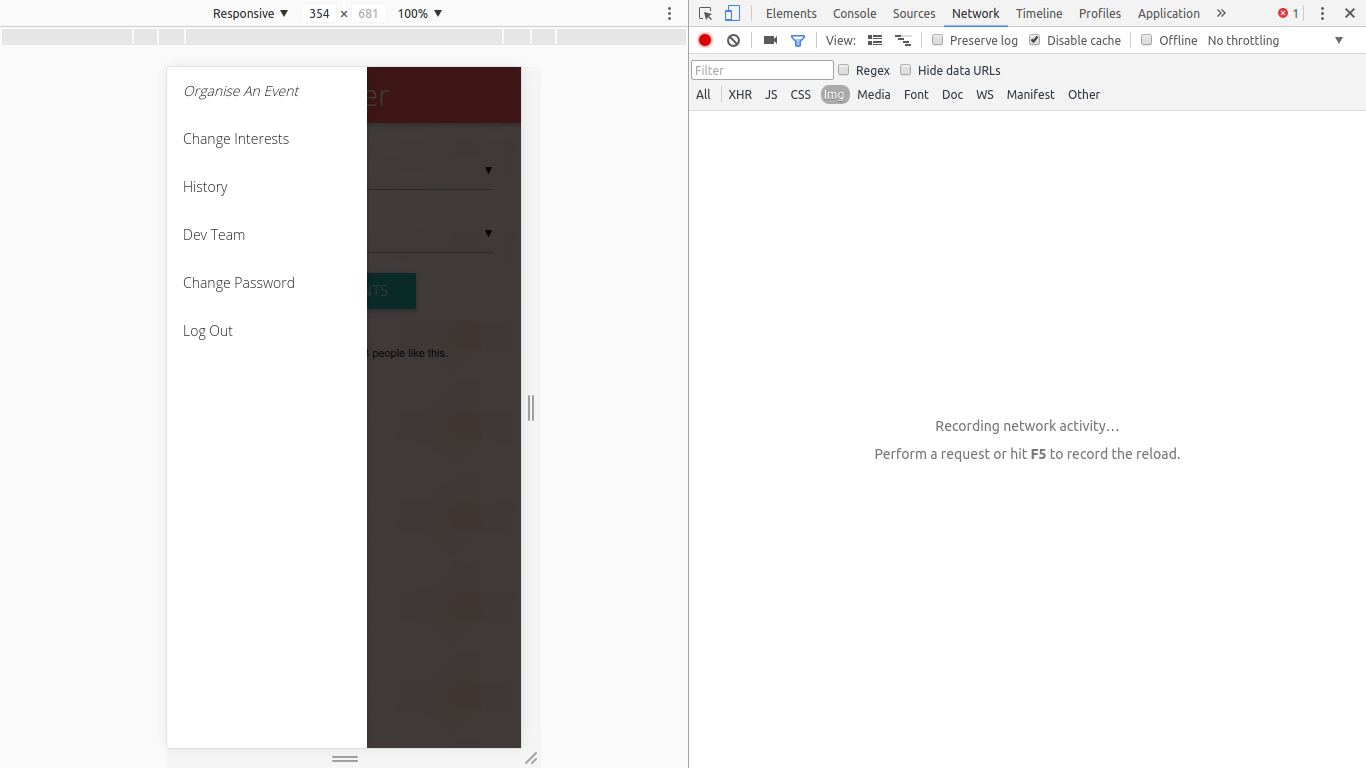 Responsive ▼ 354 × 681 100% ▼
Elements Console Sources Network Timeline Profiles Application » 1
View: Preserve log Disable cache Offline No throttling ▼
Filter Regex Hide data URLs
All XHR JS CSS Img Media Font Doc WS Manifest Other
Recording network activity…
Perform a request or hit F5 to record the reload.
Organise An Event
Change Interests
History
Dev Team
Change Password
Log Out
er
▼
▼
NTS
people like this.